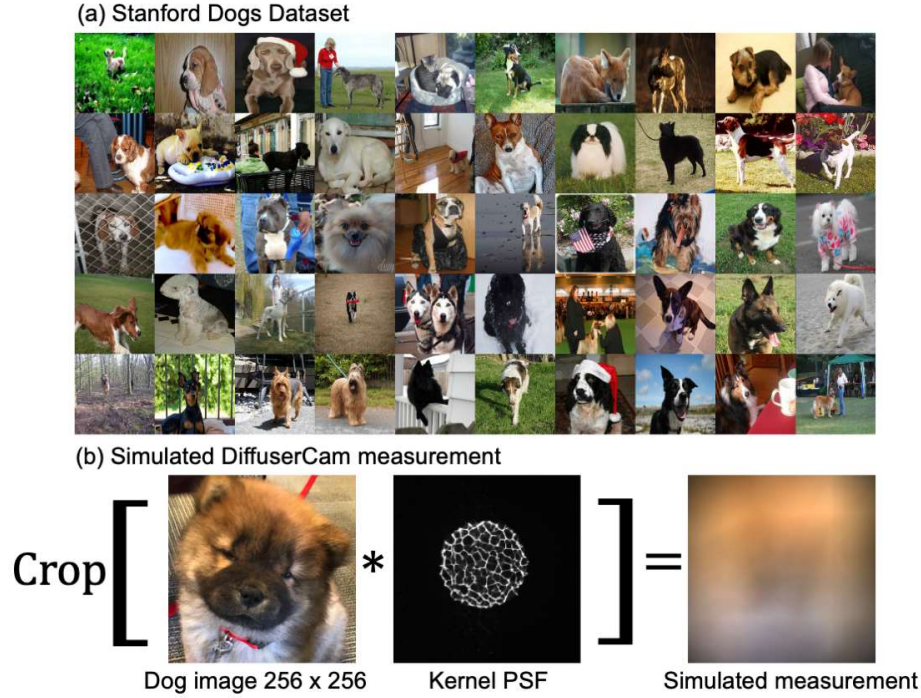 (a) Stanford Dogs Dataset
(b) Simulated DiffuserCam measurement
Crop [ * ] =
Dog image 256 x 256
Kernel PSF
Simulated measurement